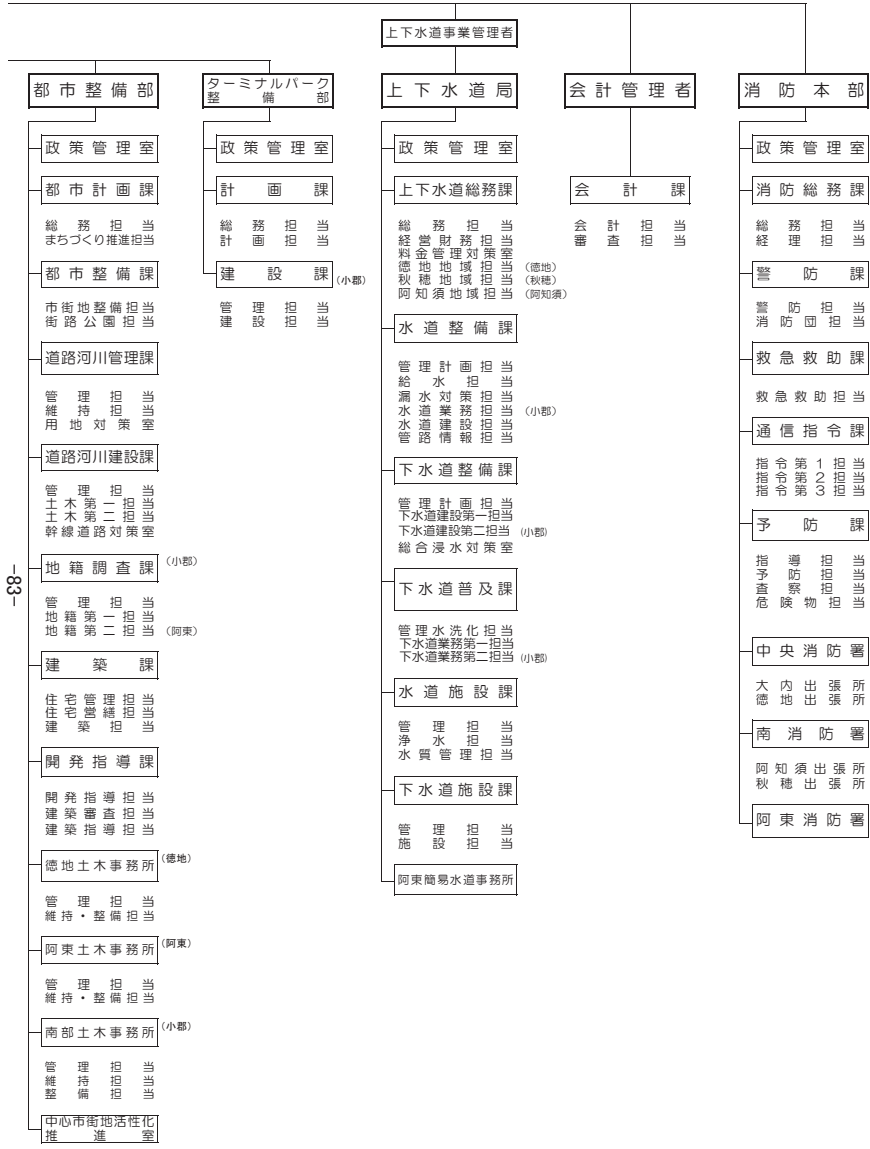 上下水道事業管理者
都市整備部
政策管理室
都市計画課
総務担当
まちづくり推進担当
都市整備課
市街地整備担当
街路公園担当
道路河川管理課
管理担当
維持担当
用地対策室
道路河川建設課
管理担当
土木第一担当
土木第二担当
幹線道路対策室
地籍調査課 (小郡)
管理担当
地籍第一担当
地籍第二担当 (阿東)
建築課
住宅管理担当
住宅営繕担当
建築担当
開発指導課
開発指導担当
建築審査担当
建築指導担当
徳地土木事務所 (徳地)
管理担当
維持・整備担当
阿東土木事務所 (阿東)
管理担当
維持・整備担当
南部土木事務所 (小郡)
管理担当
維持担当
整備担当
中心市街地活性化
推進室
ターミナルパーク
整備部
政策管理室
計画課
総務担当
計画担当
建設課 (小郡)
管理担当
建設担当
上下水道局
政策管理室
上下水道総務課
総務担当
経営財務担当
料金管理対策室
徳地地域担当 (徳地)
秋穂地域担当 (秋穂)
阿知須地域担当 (阿知須)
水道整備課
管理計画担当
給水担当
漏水対策担当
水道業務担当 (小郡)
水道建設担当
管路情報担当
下水道整備課
管理計画担当
下水道建設第一担当
下水道建設第二担当 (小郡)
総合浸水対策室
下水道普及課
管理水洗化担当
下水道業務第一担当
下水道業務第二担当 (小郡)
水道施設課
管理担当
浄水担当
水質管理担当
下水道施設課
管理担当
施設担当
阿東簡易水道事務所
会計管理者
会計課
会計担当
審査担当
消防本部
政策管理室
消防総務課
総務担当
経理担当
警防課
警防担当
消防団担当
救急救助課
救急救助担当
通信指令課
指令第1担当
指令第2担当
指令第3担当
予防課
指導担当
予防担当
査察担当
危険物担当
中央消防署
大内出張所
徳地出張所
南消防署
阿知須出張所
秋穂出張所
阿東消防署
-83-